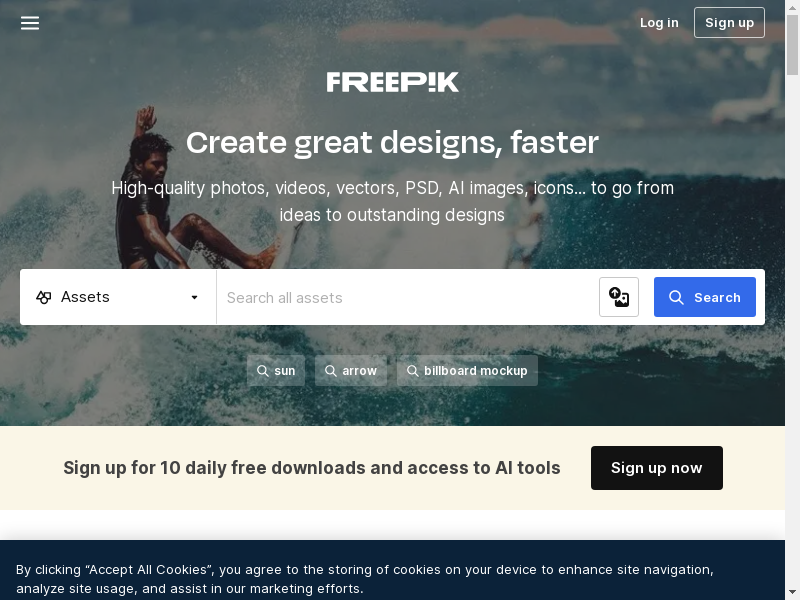 Log in
Sign up
FREEPIK
Create great designs, faster
High-quality photos, videos, vectors, PSD, AI images, icons... to go from
ideas to outstanding designs
Assets
Search all assets
Search
sun
arrow
billboard mockup
Sign up for 10 daily free downloads and access to AI tools
Sign up now
By clicking “Accept All Cookies”, you agree to the storing of cookies on your device to enhance site navigation,
analyze site usage, and assist in our marketing efforts.